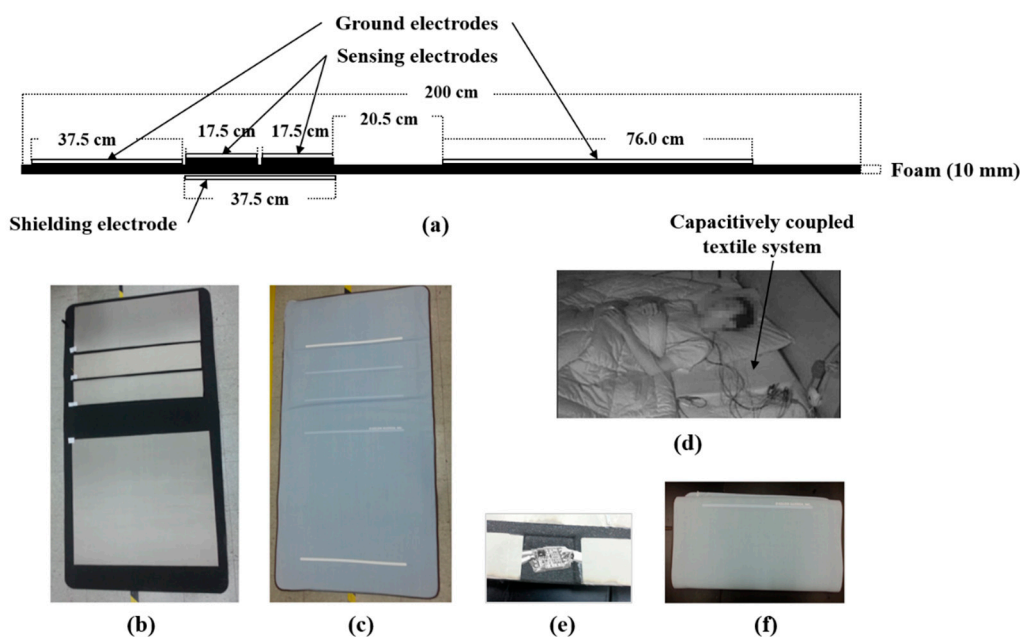 Ground electrodes
Sensing electrodes
200 cm
37.5 cm
17.5 cm
17.5 cm
20.5 cm
76.0 cm
Foam (10 mm)
37.5 cm
Shielding electrode
(a)
Capacitively coupled
textile system
(b)
(c)
(d)
(e)
(f)